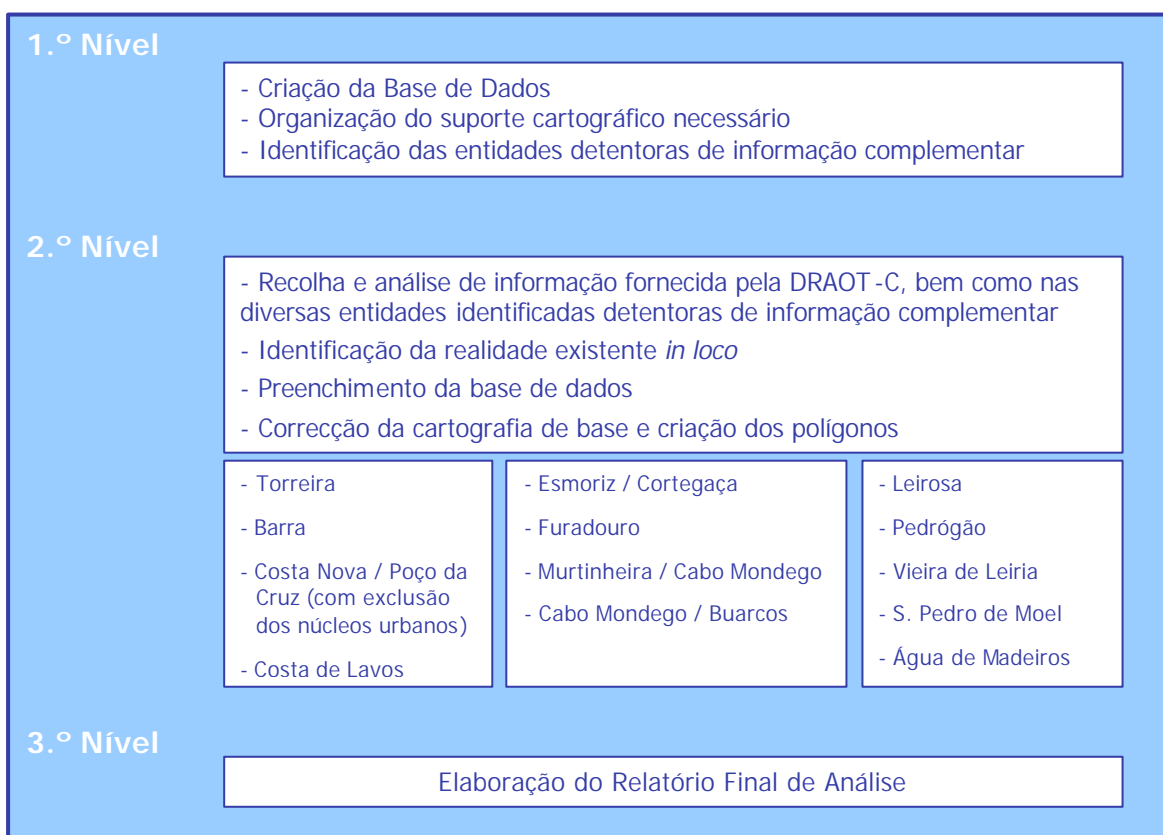 1.º Nível
- Criação da Base de Dados
- Organização do suporte cartográfico necessário
- Identificação das entidades detentoras de informação complementar
2.º Nível
- Recolha e análise de informação fornecida pela DRAOT-C, bem como nas
diversas entidades identificadas detentoras de informação complementar
- Identificação da realidade existente in loco
- Preenchimento da base de dados
- Correcção da cartografia de base e criação dos polígonos
- Torreira
- Barra
- Costa Nova / Poço da
Cruz (com exclusão
dos núcleos urbanos)
- Costa de Lavos
- Esmoriz / Cortegaça
- Furadouro
- Murtinheira / Cabo Mondego
- Cabo Mondego / Buarcos
- Leirosa
- Pedrógão
- Vieira de Leiria
- S. Pedro de Moel
- Água de Madeiros
3.º Nível
Elaboração do Relatório Final de Análise